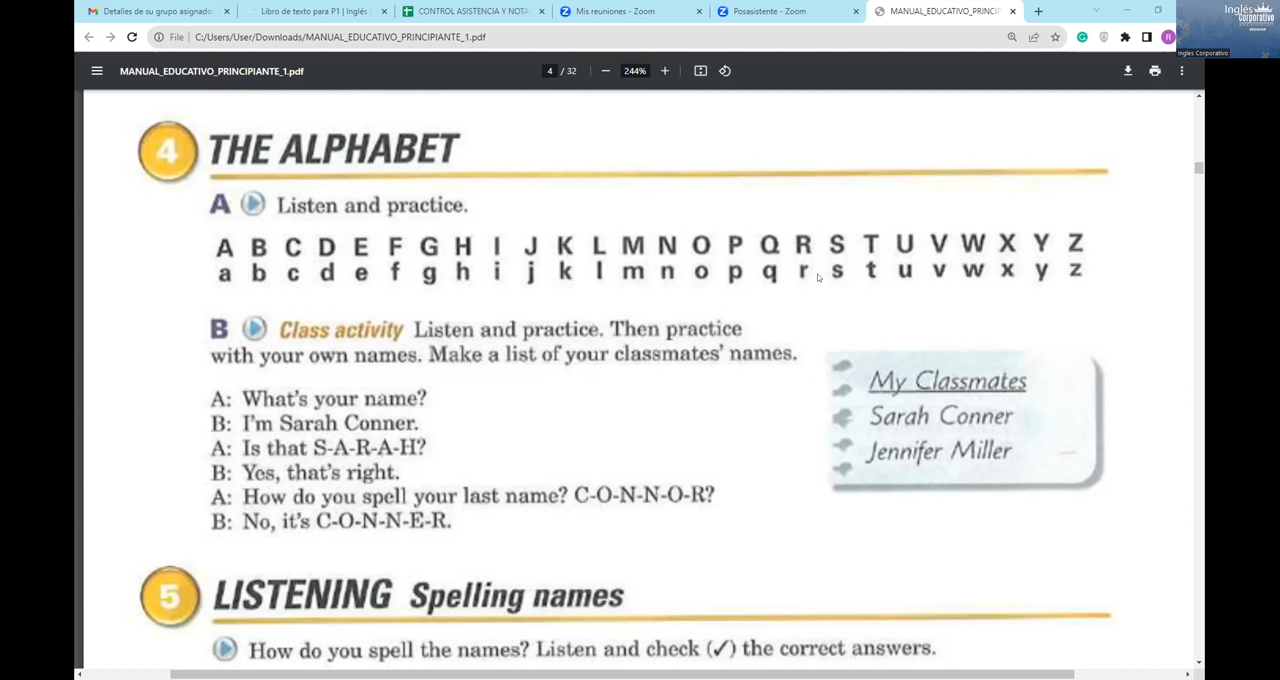 Detalles de su grupo asignado
Libro de texto para P1 | Inglés
CONTROL ASISTENCIA Y NOTA
Mis reuniones - Zoom
Posasistente - Zoom
MANUAL_EDUCATIVO_PRINCIP
File
C:/Users/User/Downloads/MANUAL_EDUCATIVO_PRINCIPIANTE_1.pdf
R
Inglés
Corporativo
BEGINNER
Ingles Corporativo
MANUAL_EDUCATIVO_PRINCIPIANTE_1.pdf
4 / 32
244%
4 THE ALPHABET
A Listen and practice.
A B C D E F G H I J K L M N O P Q R S T U V W X Y Z
a b c d e f g h i j k l m n o p q r s t u v w x y z
B Class activity Listen and practice. Then practice
with your own names. Make a list of your classmates' names.
A: What's your name?
B: I'm Sarah Conner.
A: Is that S-A-R-A-H?
B: Yes, that's right.
A: How do you spell your last name? C-O-N-N-O-R?
B: No, it's C-O-N-N-E-R.
My Classmates
Sarah Conner
Jennifer Miller
5 LISTENING Spelling names
How do you spell the names? Listen and check (✓) the correct answers.